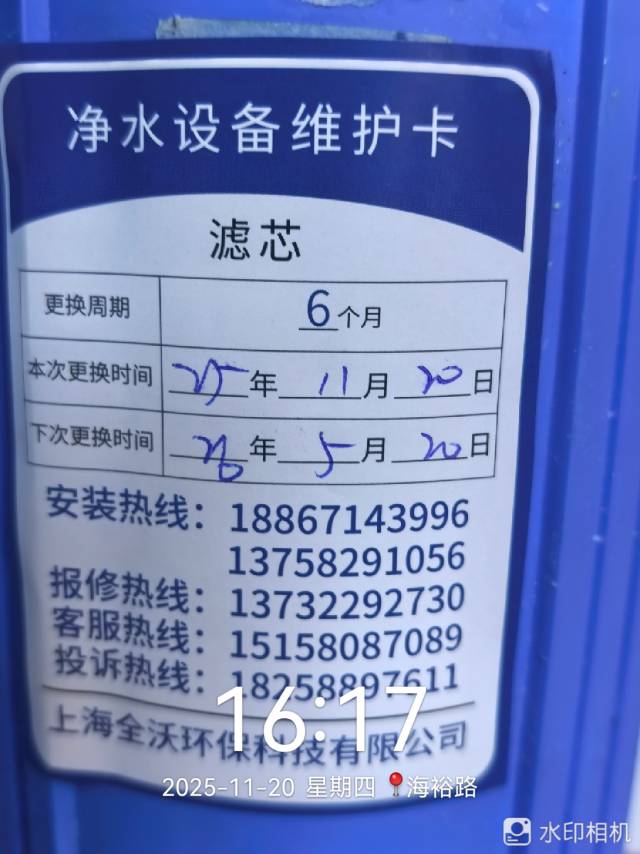 净水设备维护卡
滤芯
更换周期 6个月
本次更换时间 25年11月20日
下次更换时间 26年5月20日
安装热线：18867143996
13758291056
报修热线：13732292730
客服热线：15158087089
投诉热线：18258897611
上海全沃环保科技有限公司
16:17
2025-11-20 星期四 海裕路
水印相机